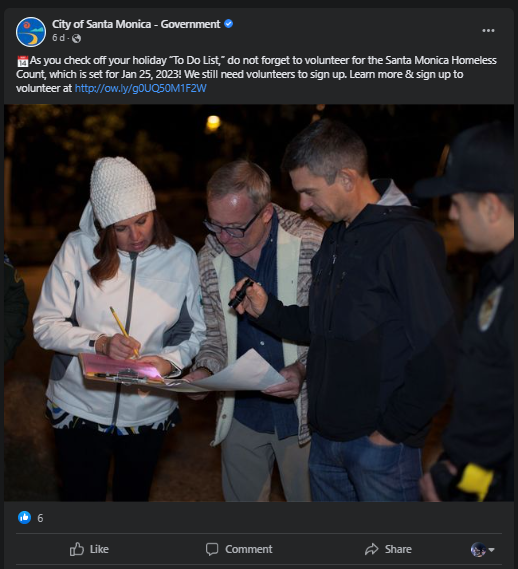 City of Santa Monica - Government
6 d ·
As you check off your holiday “To Do List,” do not forget to volunteer for the Santa Monica Homeless
Count, which is set for Jan 25, 2023! We still need volunteers to sign up. Learn more & sign up to
volunteer at http://ow.ly/g0UQ50M1F2W
6
Like Comment Share